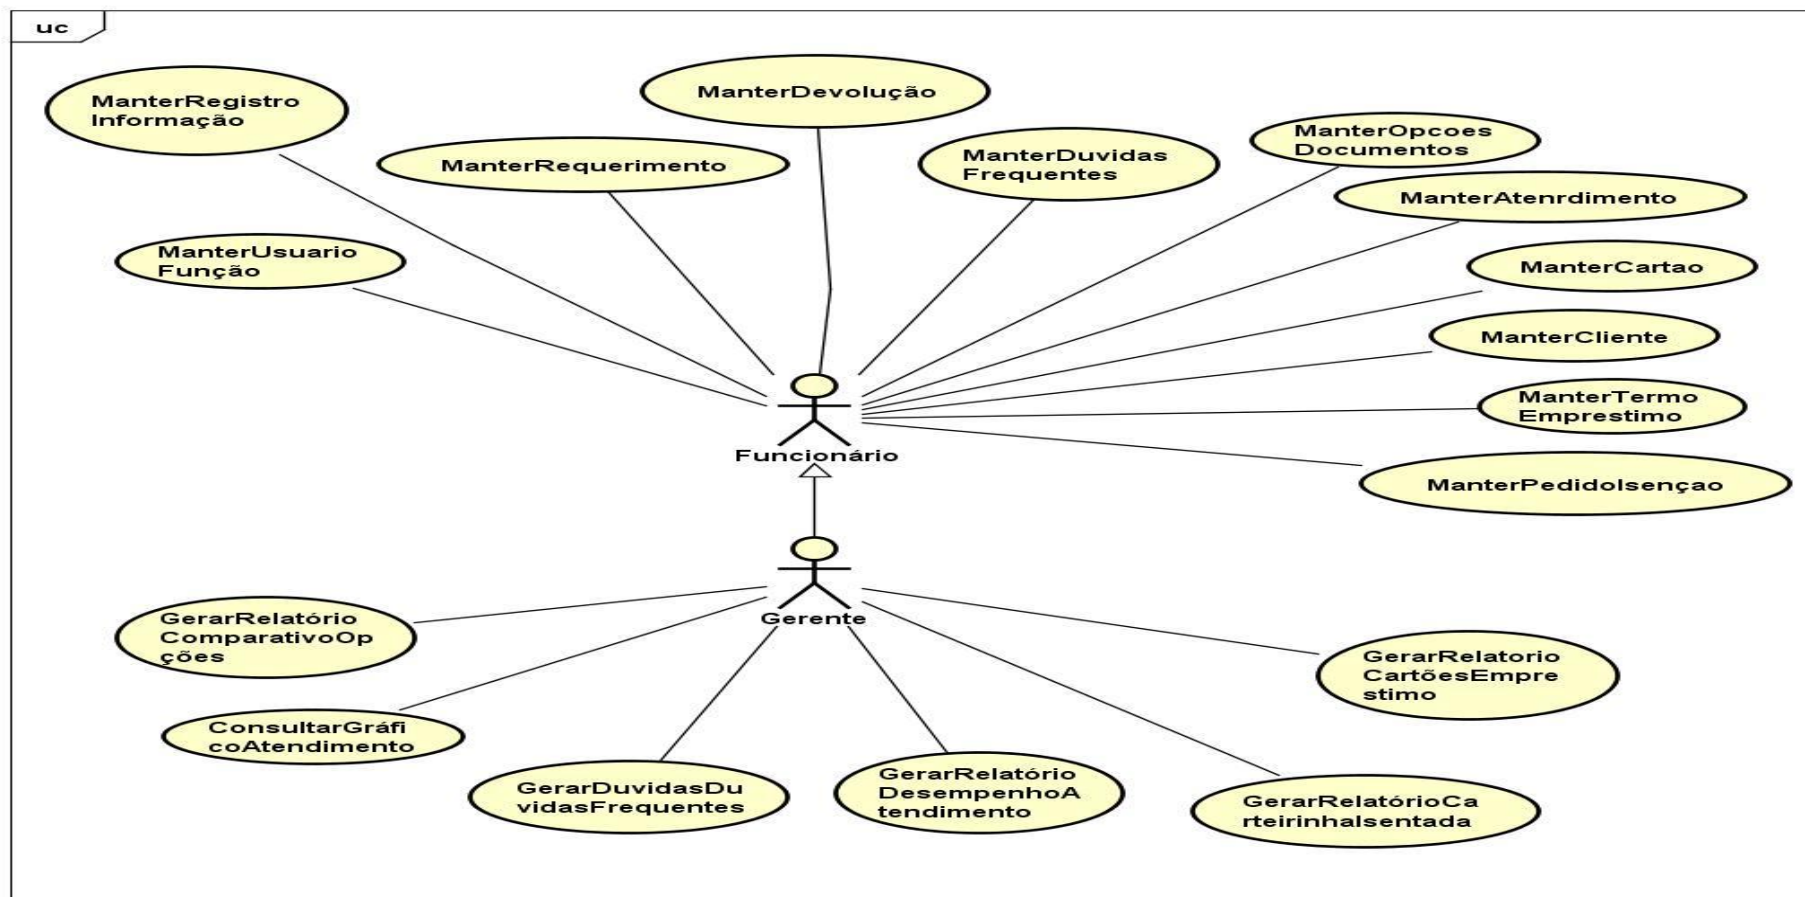 uc
ManterRegistro
Informação
ManterRequerimento
ManterDevolução
ManterDuvidas
Frequentes
ManterOpcoes
Documentos
ManterAtenrdimento
ManterUsuario
Função
ManterCartao
ManterCliente
ManterTermo
Emprestimo
ManterPedidoIsençao
Funcionário
Gerente
GerarRelatório
ComparativoOp
ções
ConsultarGráfi
coAtendimento
GerarDuvidasDu
vidasFrequentes
GerarRelatório
DesempenhoA
tendimento
GerarRelatórioCa
rteirinhaIsentada
GerarRelatorio
CartõesEmpre
stimo